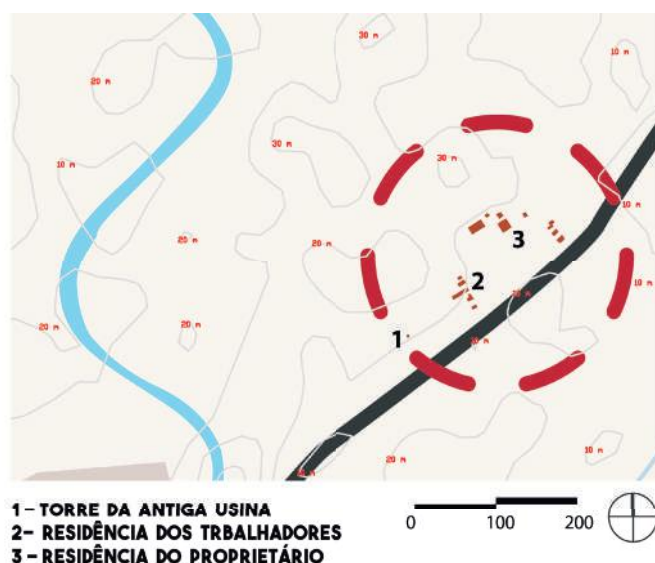 30 m
10 m
20 m
30 m
10 m
30 m
10 m
20 m
20 m
3
10 m
2
20 m
20 m
1
20 m
20 m
10 m
1 – TORRE DA ANTIGA USINA
2- RESIDÊNCIA DOS TRBALHADORES
3 – RESIDÊNCIA DO PROPRIETÁRIO
0 100 200